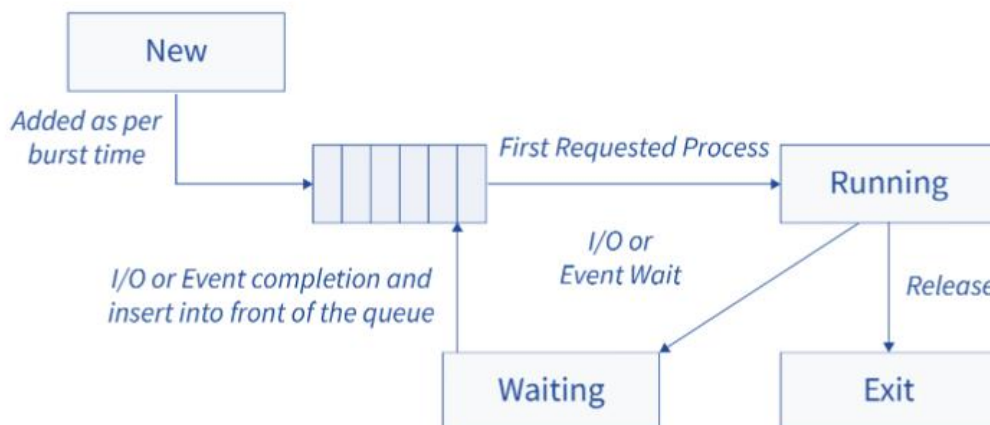 New
Added as per
burst time
First Requested Process
Running
I/O or
Event Wait
I/O or Event completion and
insert into front of the queue
Release
Waiting
Exit